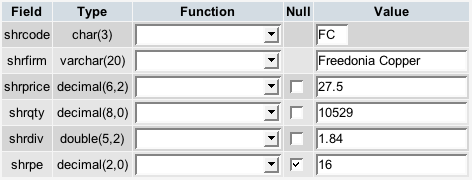 Field Type Function Null Value
shrcode char(3) FC
shrfirm varchar(20) Freedonia Copper
shrprice decimal(6,2) 27.5
shrqty decimal(8,0) 10529
shrdiv double(5,2) 1.84
shrpe decimal(2,0) 16